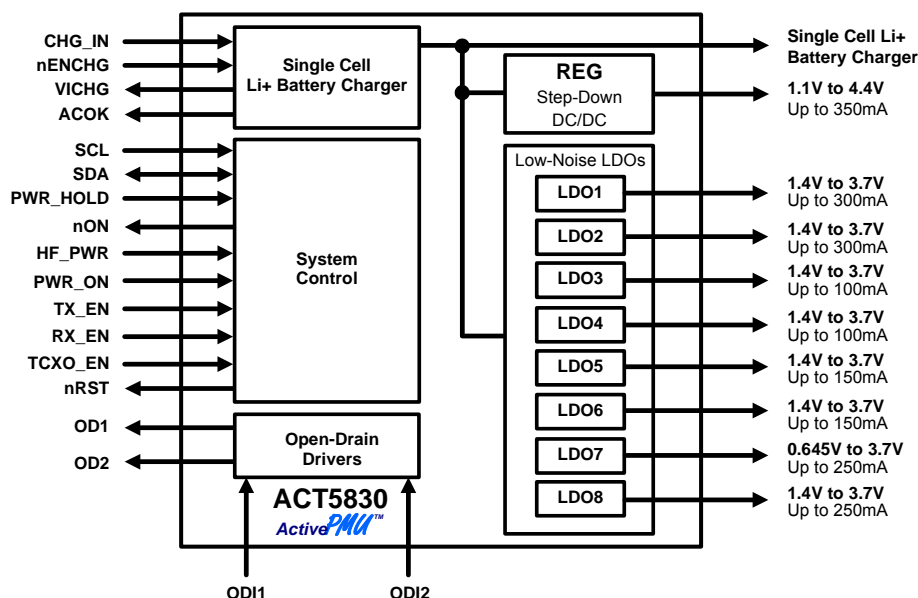 CHG_IN
nENCHG
VICHG
ACOK
Single Cell
Li+ Battery Charger
Single Cell Li+
Battery Charger
REG
Step-Down
DC/DC
1.1V to 4.4V
Up to 350mA
SCL
SDA
PWR_HOLD
nON
HF_PWR
PWR_ON
TX_EN
RX_EN
TCXO_EN
nRST
System
Control
Low-Noise LDOs
LDO1
1.4V to 3.7V
Up to 300mA
LDO2
1.4V to 3.7V
Up to 300mA
LDO3
1.4V to 3.7V
Up to 100mA
LDO4
1.4V to 3.7V
Up to 100mA
LDO5
1.4V to 3.7V
Up to 150mA
LDO6
1.4V to 3.7V
Up to 150mA
LDO7
0.645V to 3.7V
Up to 250mA
LDO8
1.4V to 3.7V
Up to 250mA
OD1
OD2
Open-Drain
Drivers
ACT5830
ActivePMU™
ODI1
ODI2